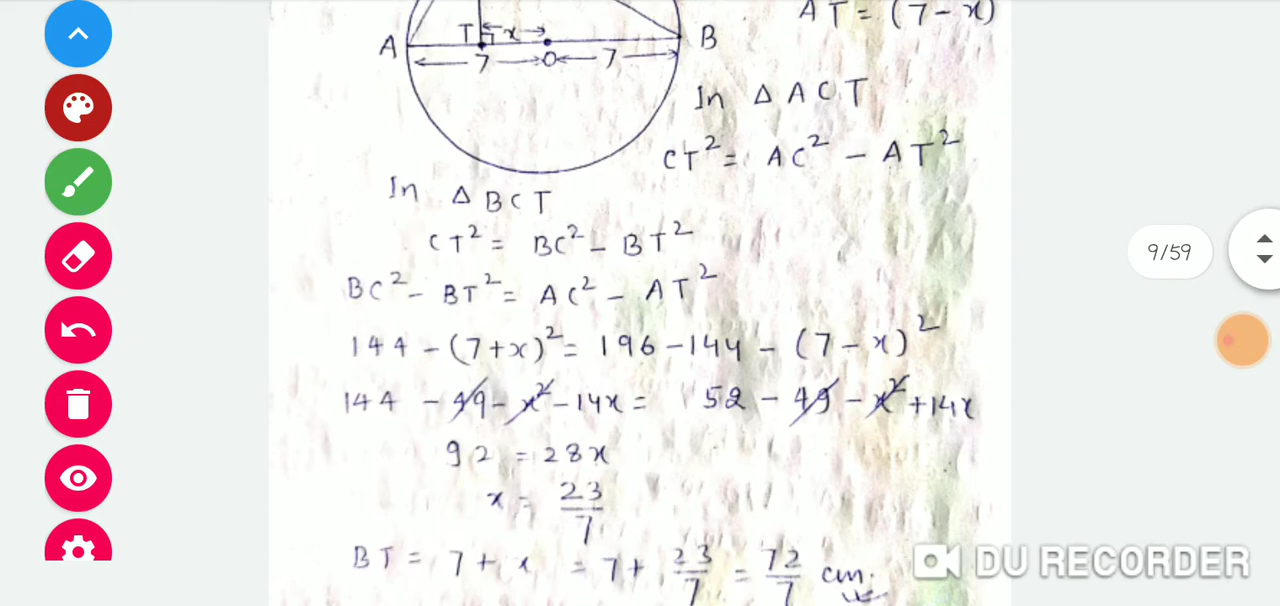 AT = (7 - x)
A T x B
7 O 7
In Δ ACT
CT² = AC² - AT²
In Δ BCT
CT² = BC² - BT²
BC² - BT² = AC² - AT²
144 - (7+x)² = 196 - 144 - (7 - x)²
144 - 49 - x² - 14x = 52 - 49 - x² + 14x
92 = 28x
x = 23/7
BT = 7 + x = 7 + 23/7 = 72/7 cm.
9/59
DU RECORDER